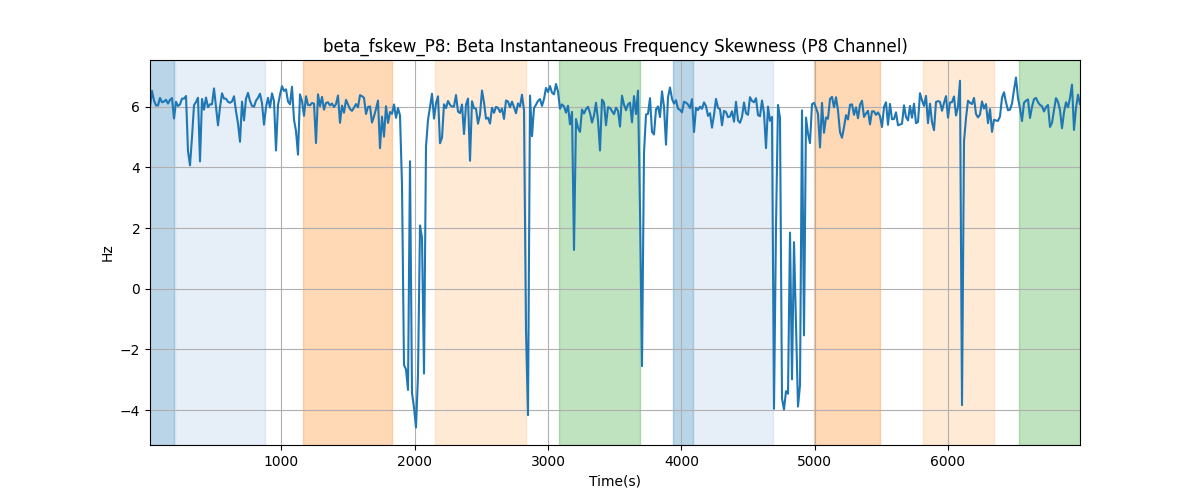 beta_fskew_P8: Beta Instantaneous Frequency Skewness (P8 Channel)
6
4
2
0
−2
−4
Hz
1000 2000 3000 4000 5000 6000
Time(s)